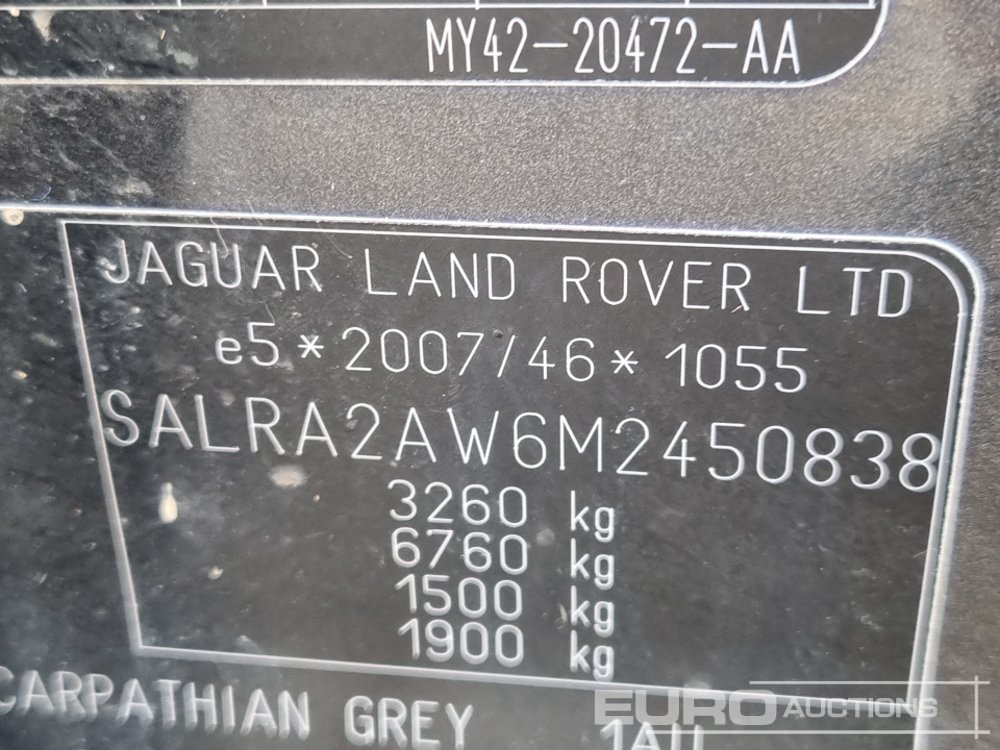 MY42-20472-AA
JAGUAR LAND ROVER LTD
e5*2007/46*1055
SALRA2AW6M2450838
3260 kg
6760 kg
1500 kg
1900 kg
CARPATHIAN GREY
EURO AUCTIONS